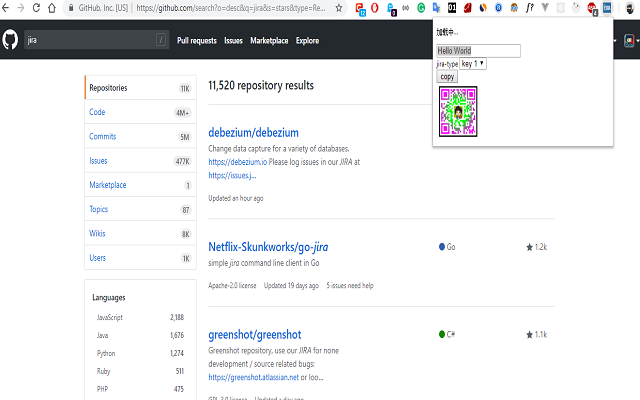 GitHub, Inc. [US] | https://github.com/search?o=desc&q=jira&s=stars&type=Re...
jira
/
Pull requests Issues Marketplace Explore
加载中...
Hello World
jira-type key 1
copy
Repositories 11K
Code 4M+
Commits 5M
Issues 477K
Marketplace 1
Topics 87
Wikis 8K
Users 1K
Languages
JavaScript 2,188
Java 1,676
Python 1,274
Ruby 511
PHP 475
11,520 repository results
debezium/debezium
Change data capture for a variety of databases.
https://debezium.io Please log issues in our JIRA at
https://issues.j...
Updated an hour ago
Netflix-Skunkworks/go-jira Go 1.2k
simple jira command line client in Go
Apache-2.0 license Updated 19 days ago 5 issues need help
greenshot/greenshot C# 1.1k
Greenshot repository, use our JIRA for none
development / source related bugs:
https://greenshot.atlassian.net or loo...
GPL-3.0 license Updated a day ago